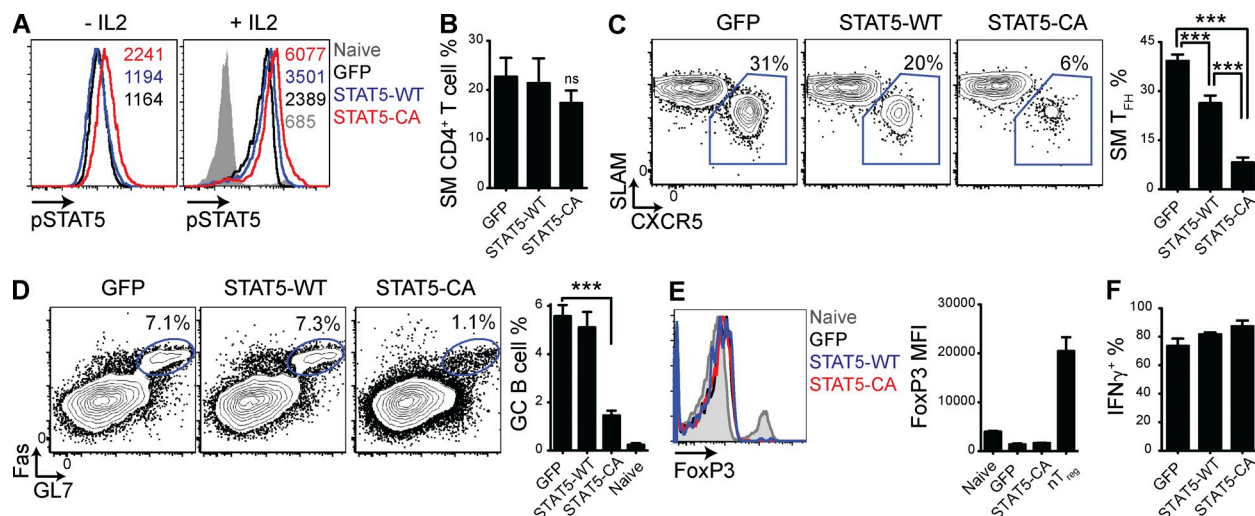 A
- IL2
+ IL2
2241
1194
1164
6077
3501
2389
685
Naive
GFP
STAT5-WT
STAT5-CA
pSTAT5
pSTAT5
B
SM CD4+ T cell %
30
20
10
0
ns
GFP
STAT5-WT
STAT5-CA
C
GFP
STAT5-WT
STAT5-CA
31%
20%
6%
SLAM
0
0
CXCR5
SM TFH %
45
30
15
0
***
***
***
GFP
STAT5-WT
STAT5-CA
D
GFP
STAT5-WT
STAT5-CA
7.1%
7.3%
1.1%
Fas
0
0
GL7
GC B cell %
6
4
2
0
***
GFP
STAT5-WT
STAT5-CA
Naive
E
Naive
GFP
STAT5-WT
STAT5-CA
FoxP3
FoxP3 MFI
30000
20000
10000
0
Naive
GFP
STAT5-CA
nTreg
F
IFNγ+ %
100
80
60
40
20
0
GFP
STAT5-WT
STAT5-CA